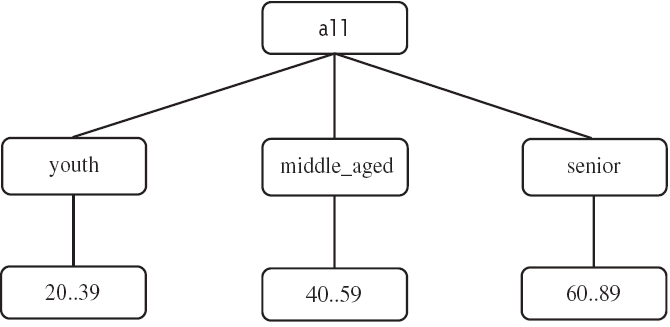 all
youth
middle_aged
senior
20..39
40..59
60..89